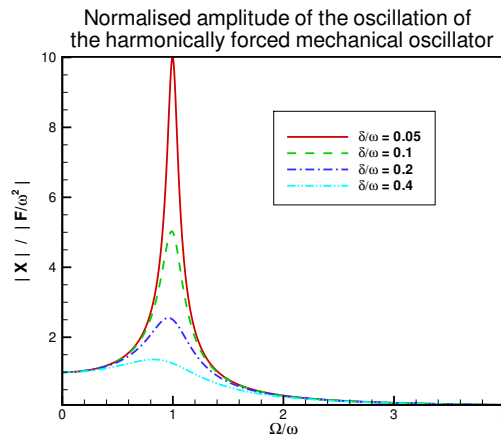 Normalised amplitude of the oscillation of
the harmonically forced mechanical oscillator
10
8
6
4
2
| X | / | F/ω² |
δ/ω = 0.05
δ/ω = 0.1
δ/ω = 0.2
δ/ω = 0.4
0 1 2 3
Ω/ω